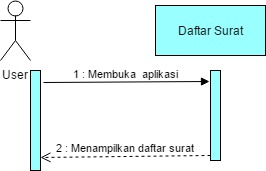 Daftar Surat
User
1 : Membuka aplikasi
2 : Menampilkan daftar surat